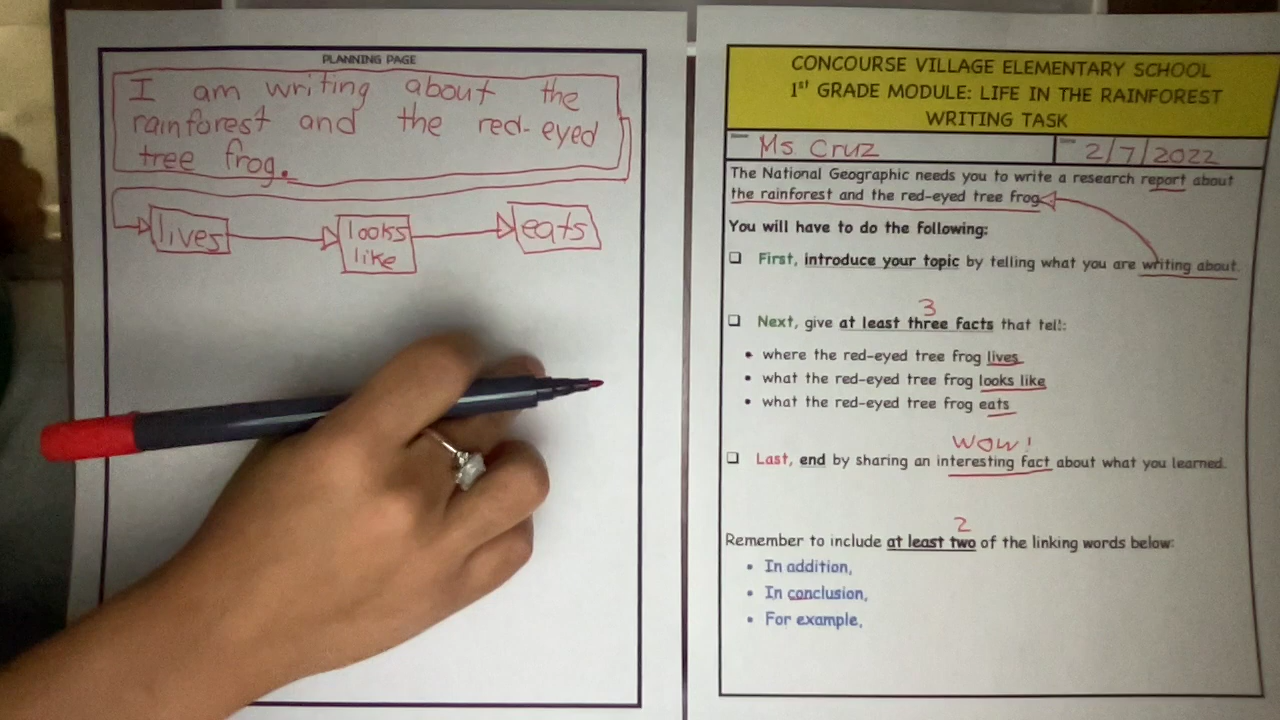 PLANNING PAGE
I am writing about the
rainforest and the red-eyed
tree frog.
lives
looks
like
eats
CONCOURSE VILLAGE ELEMENTARY SCHOOL
1st GRADE MODULE: LIFE IN THE RAINFOREST
WRITING TASK
Ms Cruz
2/7/2022
The National Geographic needs you to write a research report about
the rainforest and the red-eyed tree frog
You will have to do the following:
First, introduce your topic by telling what you are writing about.
3
Next, give at least three facts that tell:
• where the red-eyed tree frog lives
• what the red-eyed tree frog looks like
• what the red-eyed tree frog eats
WOW!
Last, end by sharing an interesting fact about what you learned.
2
Remember to include at least two of the linking words below:
• In addition,
• In conclusion,
• For example,